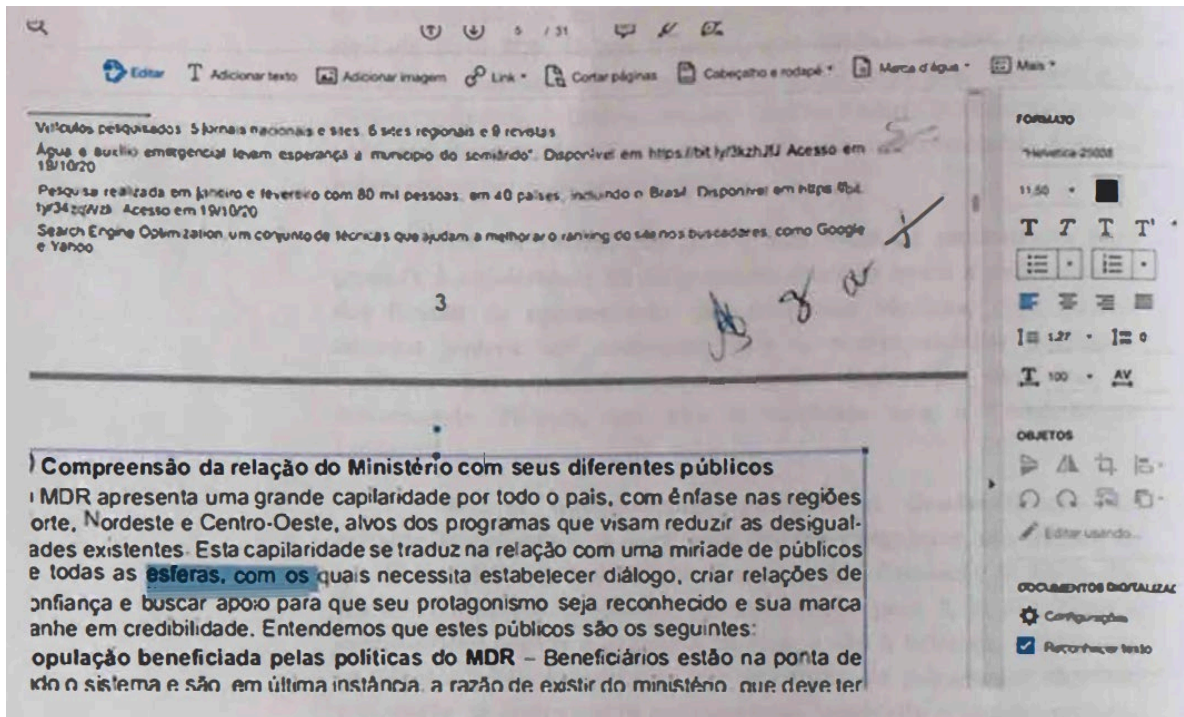 5 / 31
Editar Adicionar texto Adicionar imagem Link Cortar páginas Cabeçalho e rodapé Marca d'água Mais
Veículos pesquisados 5 jornais nacionais e sites, 6 sites regionais e 9 revistas
Água e auxílio emergencial levam esperança a município do semiárido". Disponível em Acesso em
19/10/20
Pesquisa realizada em janeiro e fevereiro com 80 mil pessoas, em 40 países, incluindo o Brasil. Disponível em
Acesso em 19/10/20
Search Engine Optimization, um conjunto de técnicas que ajudam a melhorar o ranking do site nos buscadores, como Google
e Yahoo
3
) Compreensão da relação do Ministério com seus diferentes públicos
MDR apresenta uma grande capilaridade por todo o país, com ênfase nas regiões
orte, Nordeste e Centro-Oeste, alvos dos programas que visam reduzir as desigual-
ades existentes. Esta capilaridade se traduz na relação com uma miríade de públicos
e todas as esferas, com os quais necessita estabelecer diálogo, criar relações de
onfiança e buscar apoio para que seu protagonismo seja reconhecido e sua marca
anhe em credibilidade. Entendemos que estes públicos são os seguintes:
opulação beneficiada pelas políticas do MDR – Beneficiários estão na ponta de
do o sistema e são, em última instância, a razão de existir do ministério, que deve ter
FORMATO
11,50
T T T T'
1,27 0
T 100 AV
OBJETOS
Editar usando...
DOCUMENTOS DIGITALIZAC
Configurações
Reconhecer texto